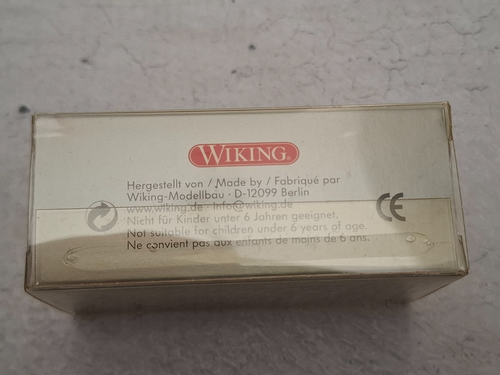 WIKING®
Hergestellt von / Made by / Fabriqué par
Wiking-Modellbau · D-12099 Berlin
www.wiking.de · Info@wiking.de
Nicht für Kinder unter 6 Jahren geeignet.
Not suitable for children under 6 years of age.
Ne convient pas aux enfants de mains de 6 ans.
CE